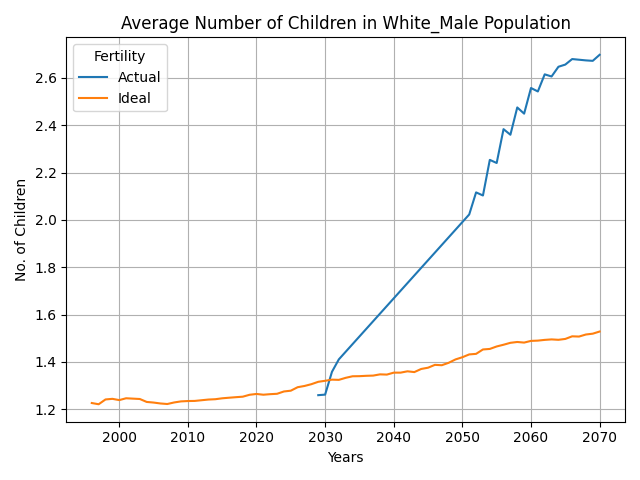 Average Number of Children in White_Male Population
Fertility
Actual
Ideal
No. of Children
2.6
2.4
2.2
2.0
1.8
1.6
1.4
1.2
2000 2010 2020 2030 2040 2050 2060 2070
Years